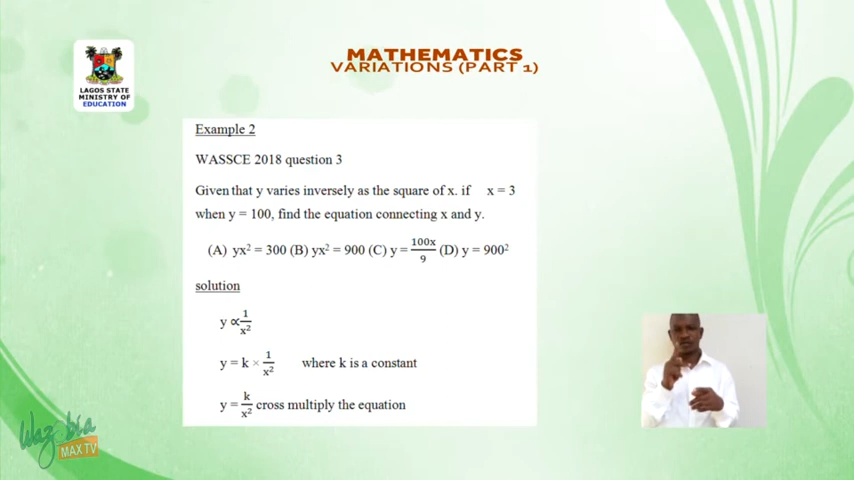 LAGOS STATE
MINISTRY OF
EDUCATION
MATHEMATICS
VARIATIONS (PART 1)
Example 2
WASSCE 2018 question 3
Given that y varies inversely as the square of x. if x = 3
when y = 100, find the equation connecting x and y.
(A) yx² = 300 (B) yx² = 900 (C) y = 100x/9 (D) y = 900²
solution
y ∝ 1/x²
y = k × 1/x² where k is a constant
y = k/x² cross multiply the equation
Wazobia
MAX TV